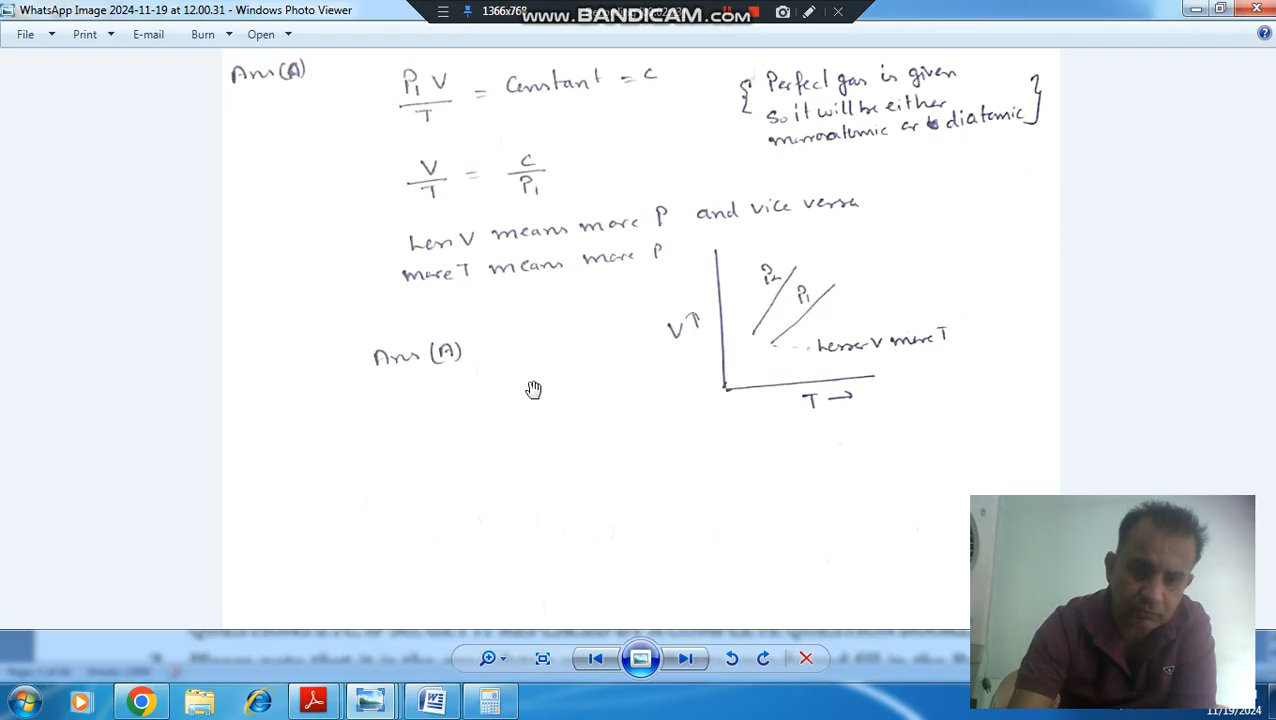 WhatsApp Image 2024-11-19 at 12.00.31 - Windows Photo Viewer
1366x768
www.BANDICAM.com
File Print E-mail Burn Open
Ans (A)
P₁ V / T = Constant = C
{ Perfect gas is given
so it will be either
monoatomic or diatomic }
V / T = C / P₁
Less V means more P and vice versa
more T means more P
P₂
P₁
V↑
Lesser V more T
T →
Ans (A)
11/19/2024